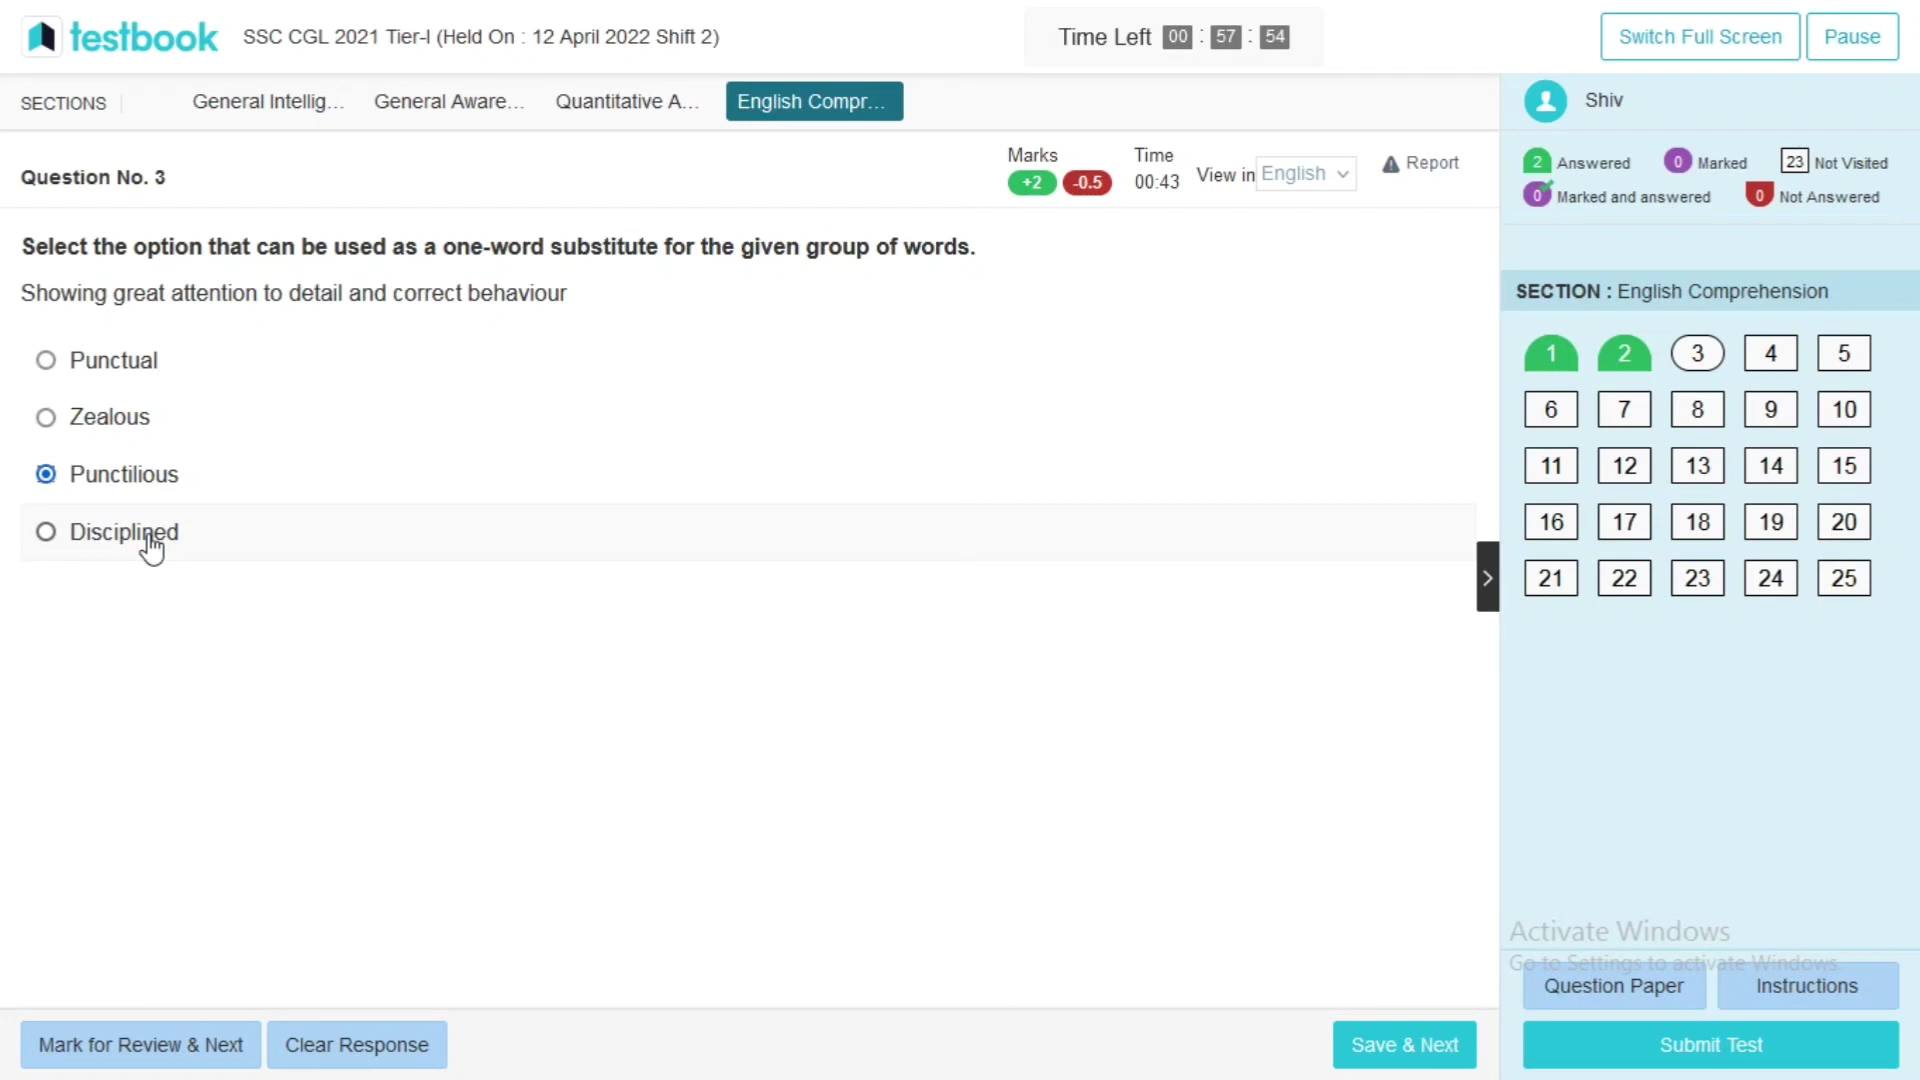 testbook
SSC CGL 2021 Tier-I (Held On : 12 April 2022 Shift 2)
Time Left 00 : 57 : 54
Switch Full Screen
Pause
SECTIONS
General Intellig...
General Aware...
Quantitative A...
English Compr...
Shiv
Question No. 3
Marks
+2 -0.5
Time
00:43
View in English
Report
2 Answered
0 Marked
23 Not Visited
0 Marked and answered
0 Not Answered
Select the option that can be used as a one-word substitute for the given group of words.
Showing great attention to detail and correct behaviour
Punctual
Zealous
Punctilious
Disciplined
SECTION : English Comprehension
1 2 3 4 5
6 7 8 9 10
11 12 13 14 15
16 17 18 19 20
21 22 23 24 25
Activate Windows
Go to Settings to activate Windows.
Question Paper
Instructions
Mark for Review & Next
Clear Response
Save & Next
Submit Test